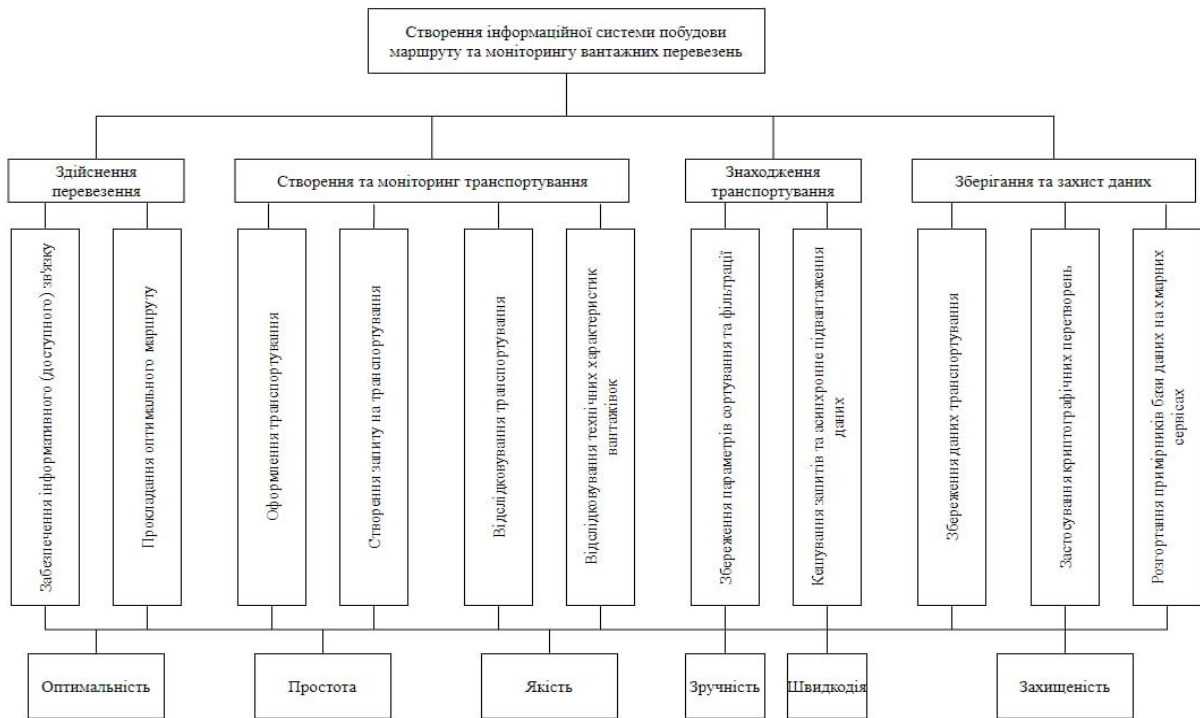 Створення інформаційної системи побудови
маршруту та моніторингу вантажних перевезень
Здійснення
перевезення
Створення та моніторинг транспортування
Знаходження
транспортування
Зберігання та захист даних
Забезпечення інформативного (доступного) зв'язку
Прокладання оптимального маршруту
Оформлення транспортування
Створення запиту на транспортування
Відслідковування транспортування
Відслідковування технічних характеристик
вантажівок
Збереження параметрів сортування та фільтрації
Кешування запитів та асинхронне підвантаження
даних
Збереження даних транспортування
Застосування криптографічних перетворень
Розгортання примірників бази даних на хмарних
сервісах
Оптимальність
Простота
Якість
Зручність
Швидкодія
Захищеність